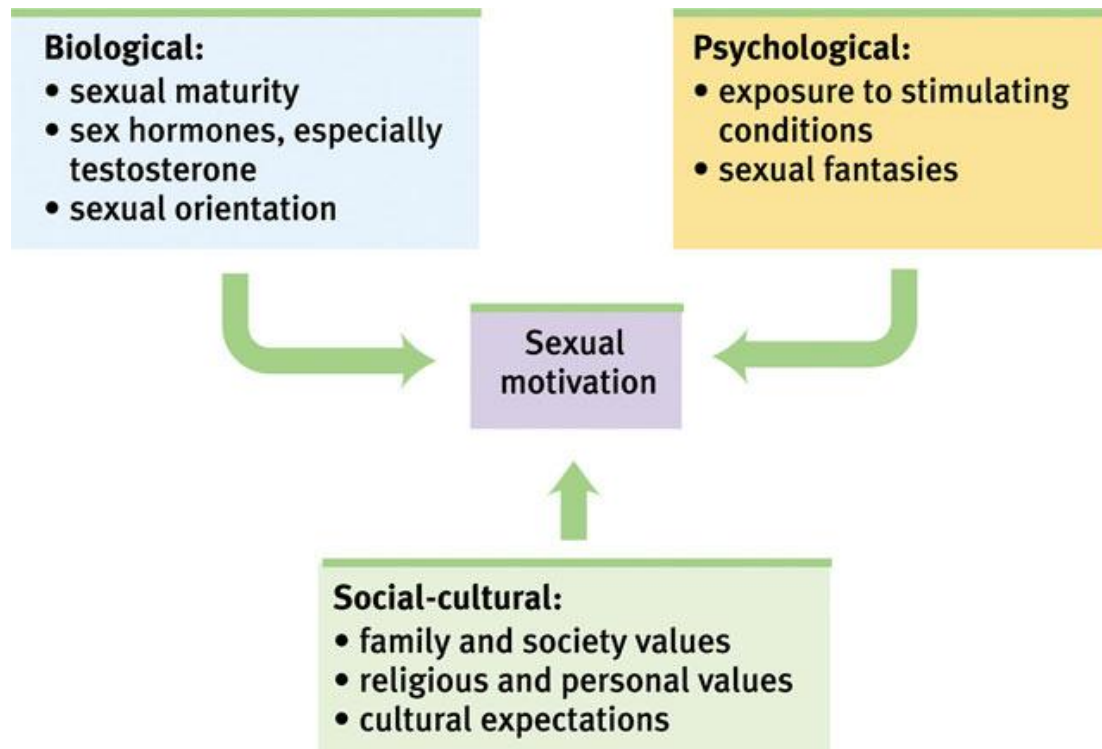 Biological:
• sexual maturity
• sex hormones, especially
testosterone
• sexual orientation
Psychological:
• exposure to stimulating
conditions
• sexual fantasies
Sexual
motivation
Social-cultural:
• family and society values
• religious and personal values
• cultural expectations